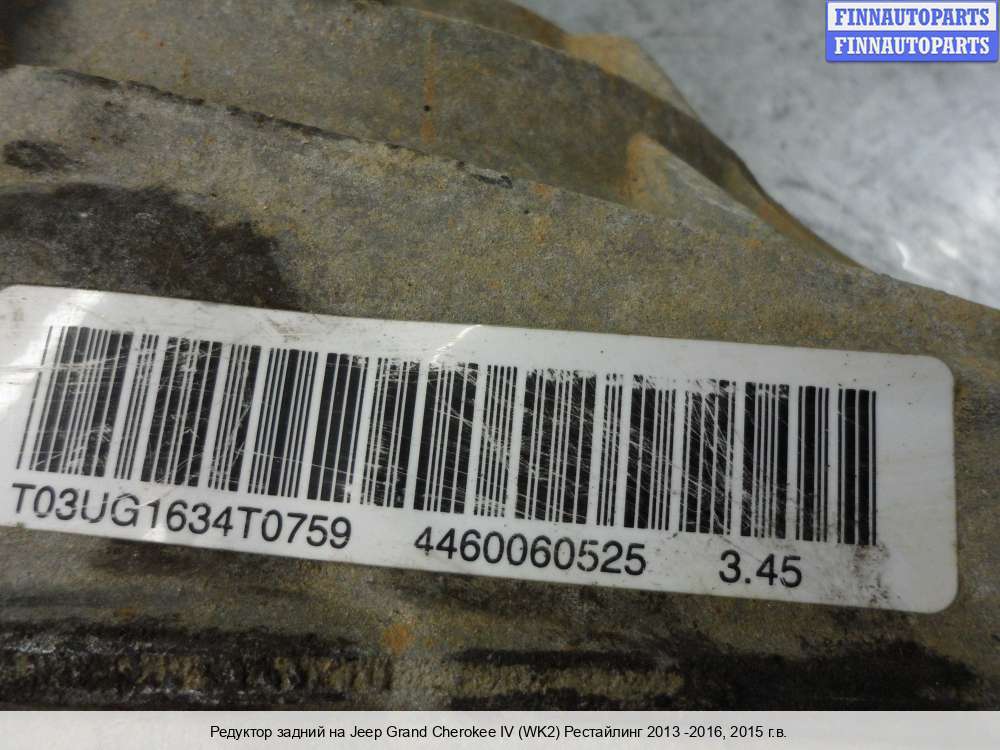 FINNAUTOPARTS
FINNAUTOPARTS
T03UG1634T0759 4460060525 3.45
Редуктор задний на Jeep Grand Cherokee IV (WK2) Рестайлинг 2013 -2016, 2015 г.в.